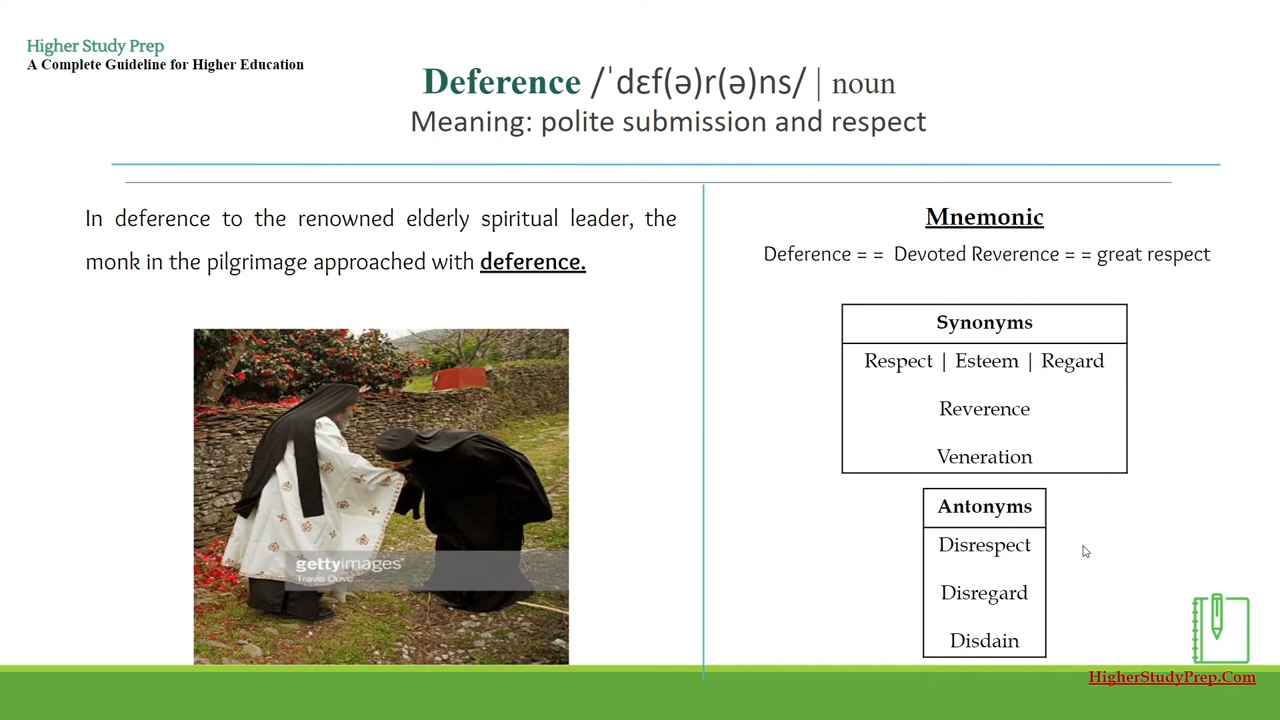 Higher Study Prep
A Complete Guideline for Higher Education
Deference /ˈdɛf(ə)r(ə)ns/ | noun
Meaning: polite submission and respect
In deference to the renowned elderly spiritual leader, the
monk in the pilgrimage approached with deference.
gettyimages®
Travis Dove
Mnemonic
Deference = = Devoted Reverence = = great respect
Synonyms
Respect | Esteem | Regard
Reverence
Veneration
Antonyms
Disrespect
Disregard
Disdain
HigherStudyPrep.Com